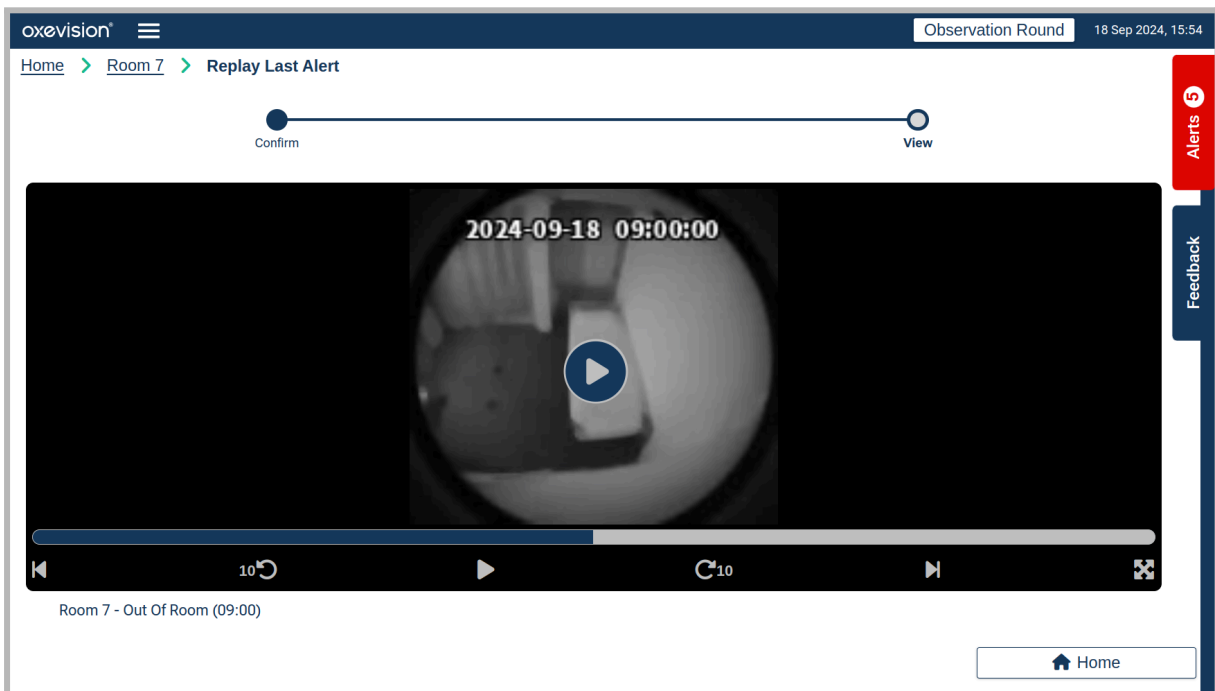 oxevision®
Observation Round
18 Sep 2024, 15:54
Home > Room 7 > Replay Last Alert
Confirm
View
Alerts 5
Feedback
2024-09-18 09:00:00
10
10
Room 7 - Out Of Room (09:00)
Home